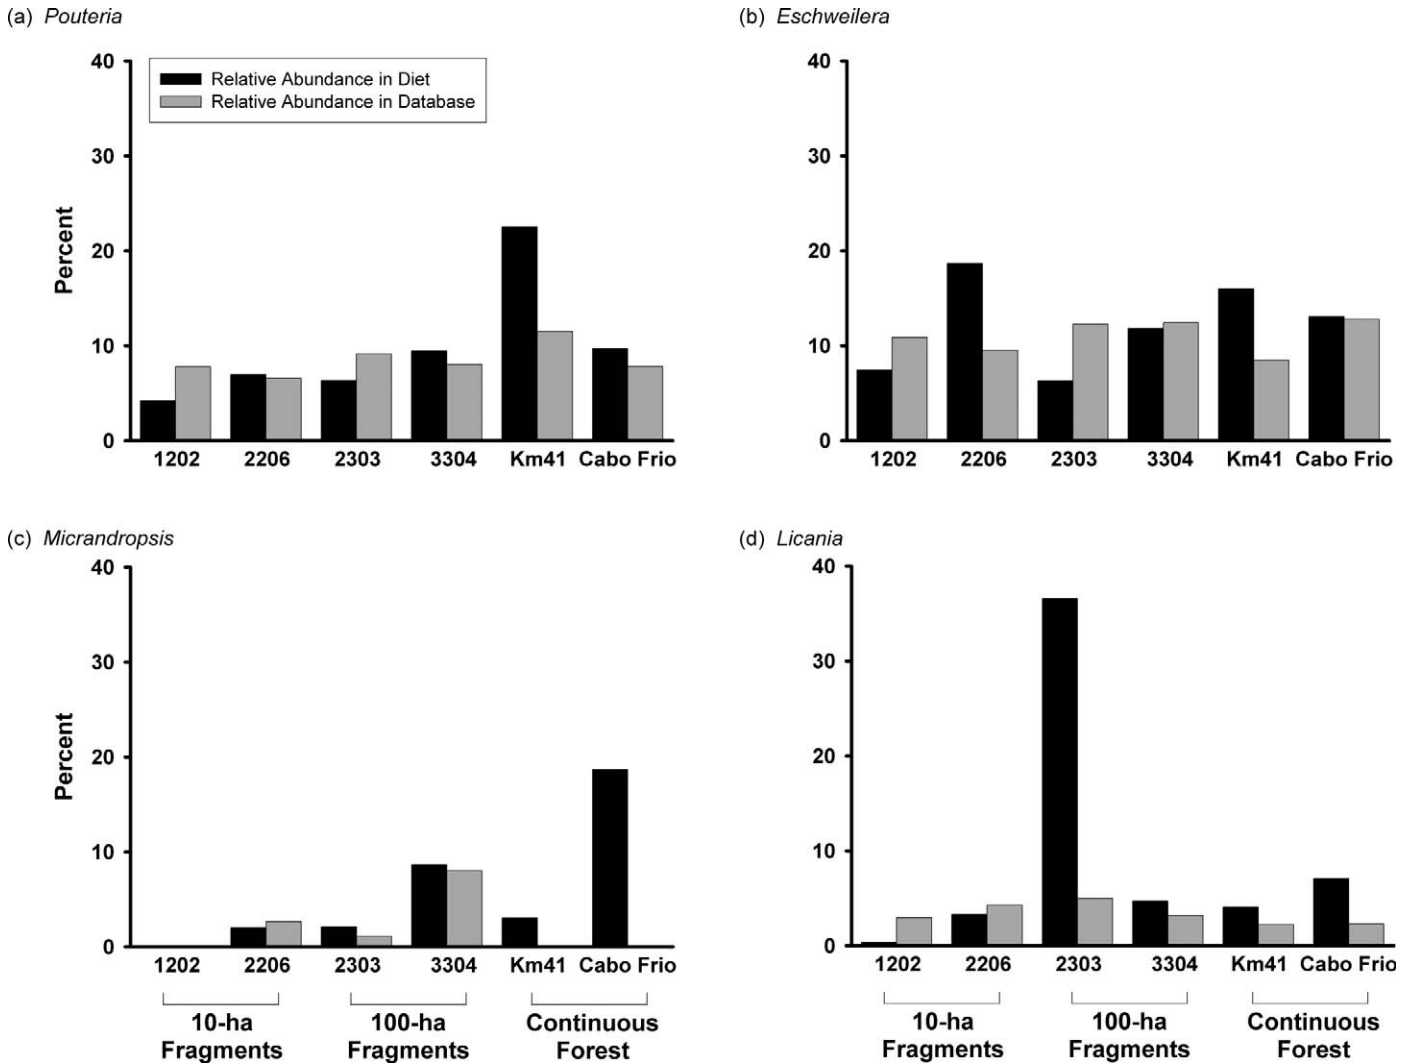 (a) Pouteria
40
30
20
10
0
Percent
Relative Abundance in Diet
Relative Abundance in Database
1202 2206 2303 3304 Km41 Cabo Frio
(b) Eschweilera
40
30
20
10
0
1202 2206 2303 3304 Km41 Cabo Frio
(c) Micrandropsis
40
30
20
10
0
Percent
1202 2206 2303 3304 Km41 Cabo Frio
10-ha
Fragments
100-ha
Fragments
Continuous
Forest
(d) Licania
40
30
20
10
0
1202 2206 2303 3304 Km41 Cabo Frio
10-ha
Fragments
100-ha
Fragments
Continuous
Forest